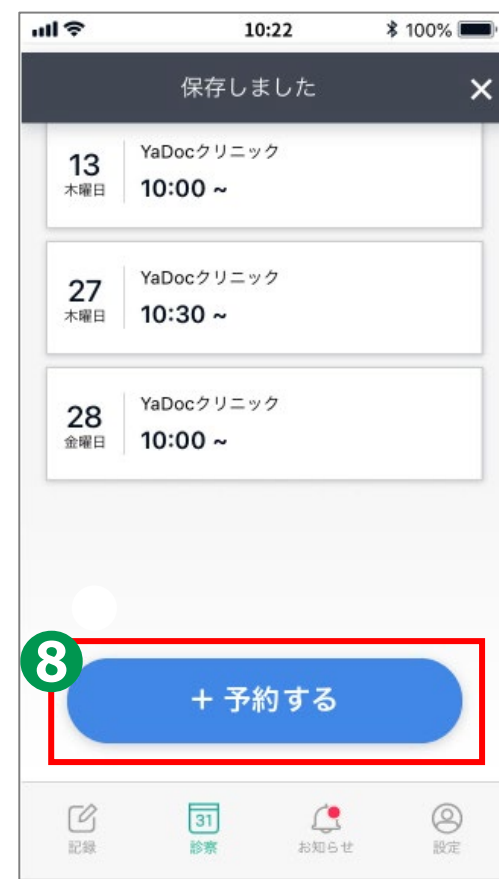 10:22
100%
保存しました
13
木曜日
YaDocクリニック
10:00 ~
27
木曜日
YaDocクリニック
10:30 ~
28
金曜日
YaDocクリニック
10:00 ~
8
+ 予約する
31
記録
診察
お知らせ
設定